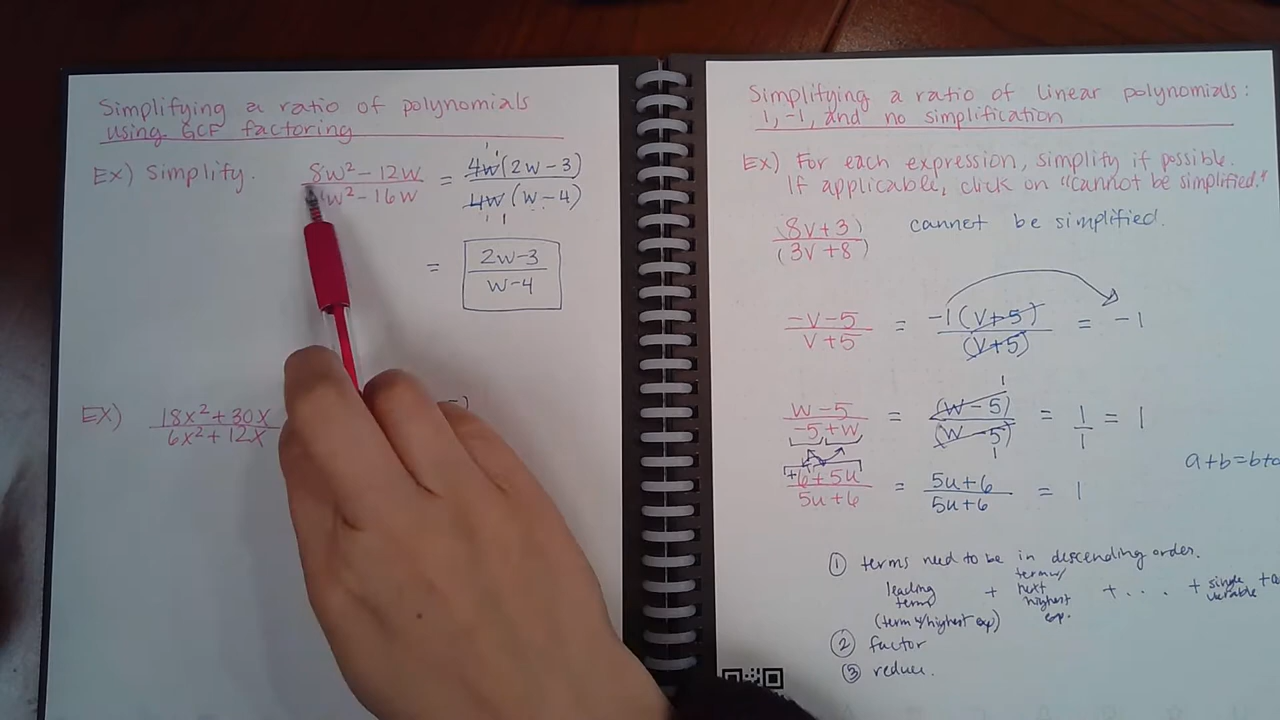 Simplifying a ratio of polynomials
using GCF factoring
Ex) Simplify. 8w² - 12w / w² - 16w = 4w(2w-3) / 4w(w-4)
= 2w-3 / w-4
EX) 18x² + 30x / 6x² + 12x
Simplifying a ratio of linear polynomials:
1, -1, and no simplification
Ex) For each expression, simplify if possible.
If applicable, click on "cannot be simplified."
(8v+3) / (3v+8) cannot be simplified.
-v-5 / v+5 = -1(v+5) / (v+5) = -1
w-5 / -5+w = (w-5) / (w-5) = 1/1 = 1
a+b=b+
+6+5u / 5u+6 = 5u+6 / 5u+6 = 1
① terms need to be in descending order.
leading term (term w/highest exp) + term w/ next highest exp. + . . . + single variable +
② factor
③ reduce.